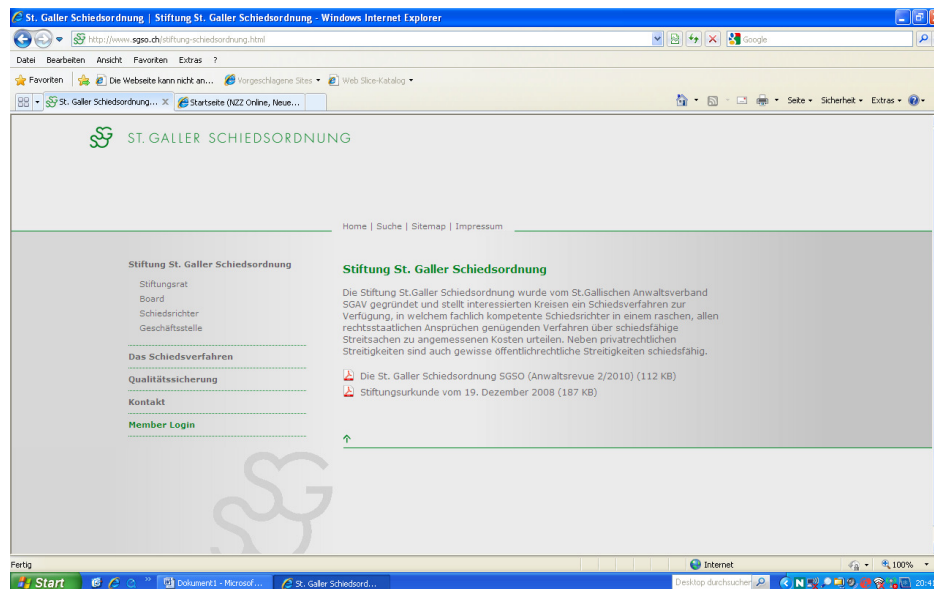 St. Galler Schiedsordnung | Stiftung St. Galler Schiedsordnung - Windows Internet Explorer
http://www.sgso.ch/stiftung-schiedsordnung.html
Google
Datei Bearbeiten Ansicht Favoriten Extras ?
Favoriten Die Webseite kann nicht an... Vorgeschlagene Sites Web Slice-Katalog
St. Galler Schiedsordnung... Startseite (NZZ Online, Neue... Seite Sicherheit Extras
ST. GALLER SCHIEDSORDNUNG
Home | Suche | Sitemap | Impressum
Stiftung St. Galler Schiedsordnung
Stiftungsrat
Board
Schiedsrichter
Geschäftsstelle
Das Schiedsverfahren
Qualitätssicherung
Kontakt
Member Login
Stiftung St. Galler Schiedsordnung
Die Stiftung St.Galler Schiedsordnung wurde vom St.Gallischen Anwaltsverband
SGAV gegründet und stellt interessierten Kreisen ein Schiedsverfahren zur
Verfügung, in welchem fachlich kompetente Schiedsrichter in einem raschen, allen
rechtsstaatlichen Ansprüchen genügenden Verfahren über schiedsfähige
Streitsachen zu angemessenen Kosten urteilen. Neben privatrechtlichen
Streitigkeiten sind auch gewisse öffentlichrechtliche Streitigkeiten schiedsfähig.
Die St. Galler Schiedsordnung SGSO (Anwaltsrevue 2/2010) (112 KB)
Stiftungsurkunde vom 19. Dezember 2008 (187 KB)
Fertig Internet 100%
Start Dokument1 - Microsof... St. Galler Schiedsord... Desktop durchsuchen